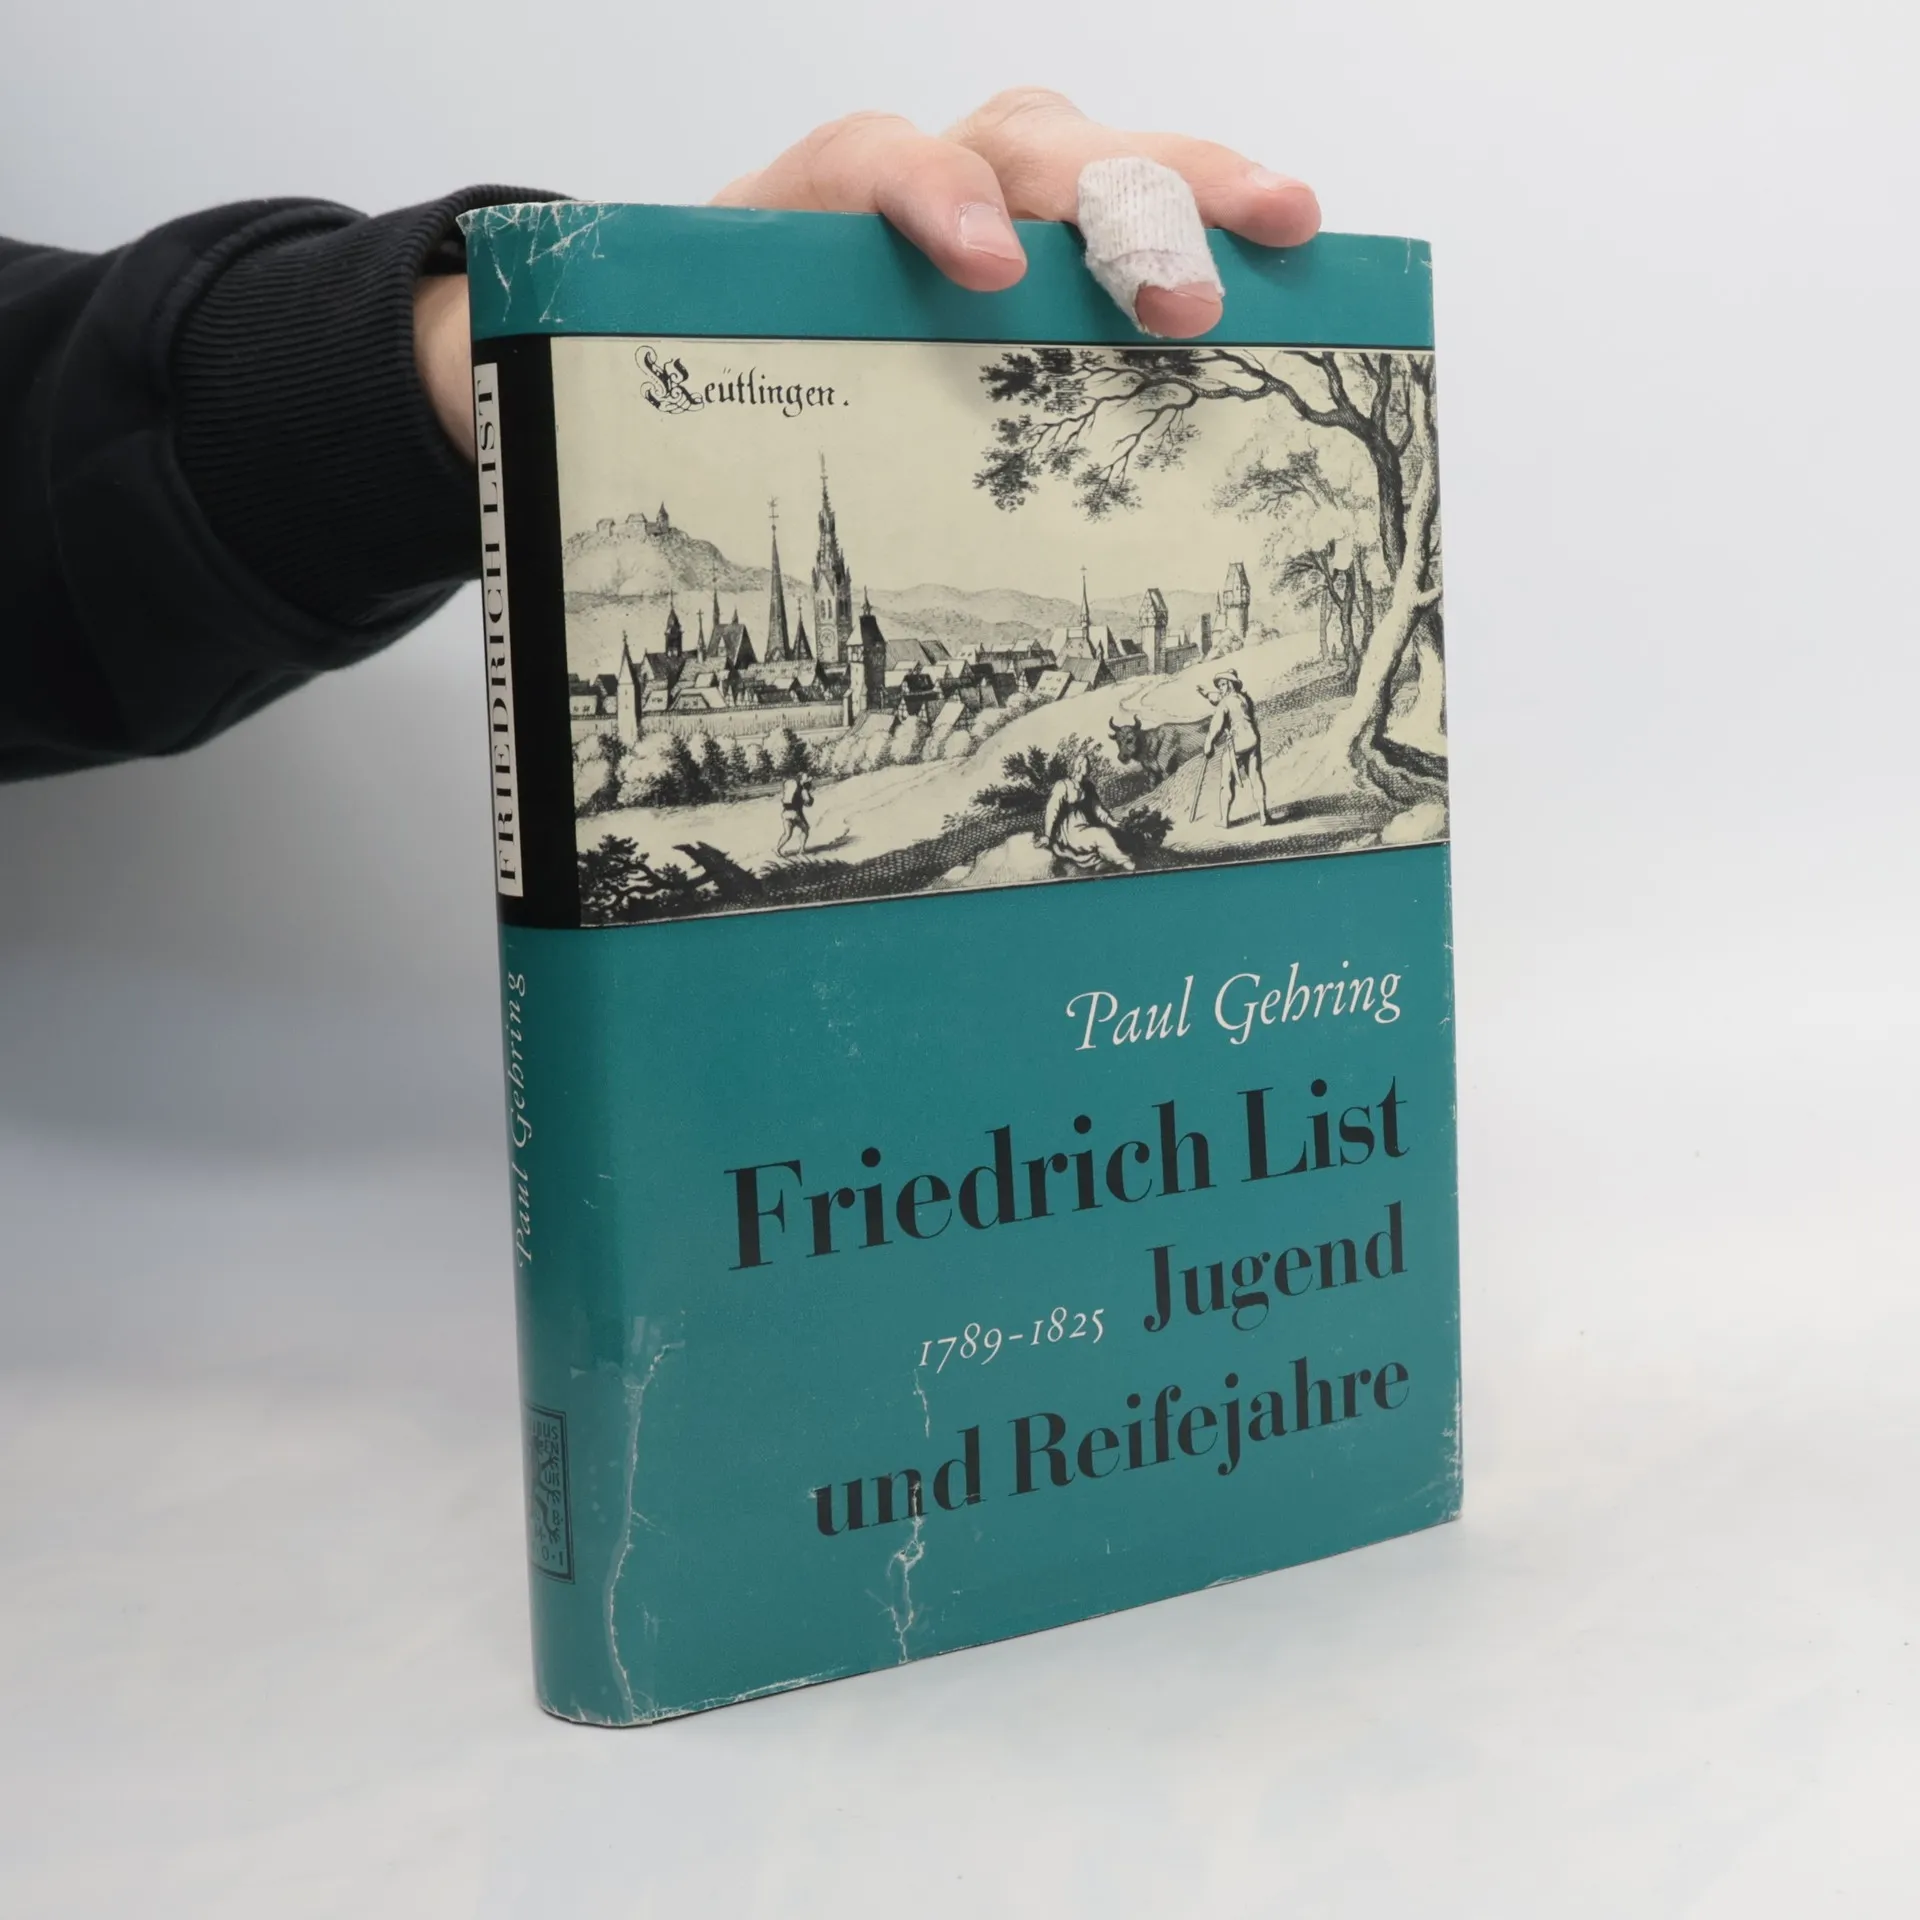 Reütlingen.
FRIEDRICH LIST
Paul Gehring
Paul Gehring
Friedrich List
1789-1825 Jugend
und Reifejahre